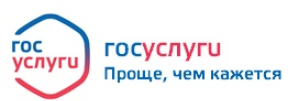 гос
услуги
госуслуги
Проще, чем кажется